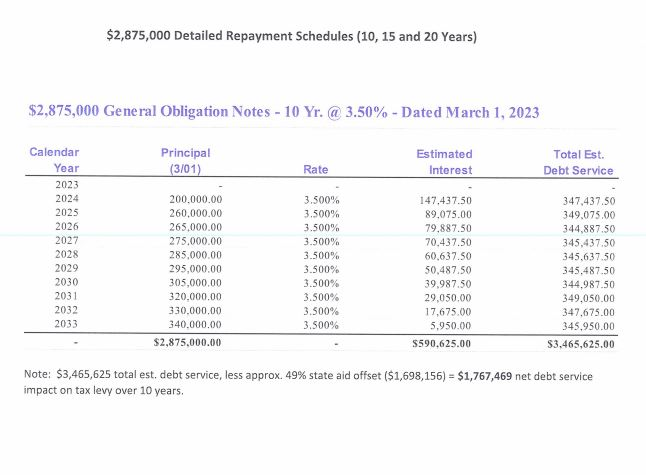 $2,875,000 Detailed Repayment Schedules (10, 15 and 20 Years)
$2,875,000 General Obligation Notes - 10 Yr. @ 3.50% - Dated March 1, 2023
Calendar Year Principal (3/01) Rate Estimated Interest Total Est. Debt Service
2023 - - - -
2024 200,000.00 3.500% 147,437.50 347,437.50
2025 260,000.00 3.500% 89,075.00 349,075.00
2026 265,000.00 3.500% 79,887.50 344,887.50
2027 275,000.00 3.500% 70,437.50 345,437.50
2028 285,000.00 3.500% 60,637.50 345,637.50
2029 295,000.00 3.500% 50,487.50 345,487.50
2030 305,000.00 3.500% 39,987.50 344,987.50
2031 320,000.00 3.500% 29,050.00 349,050.00
2032 330,000.00 3.500% 17,675.00 347,675.00
2033 340,000.00 3.500% 5,950.00 345,950.00
- $2,875,000.00 - $590,625.00 $3,465,625.00
Note: $3,465,625 total est. debt service, less approx. 49% state aid offset ($1,698,156) = $1,767,469 net debt service
impact on tax levy over 10 years.